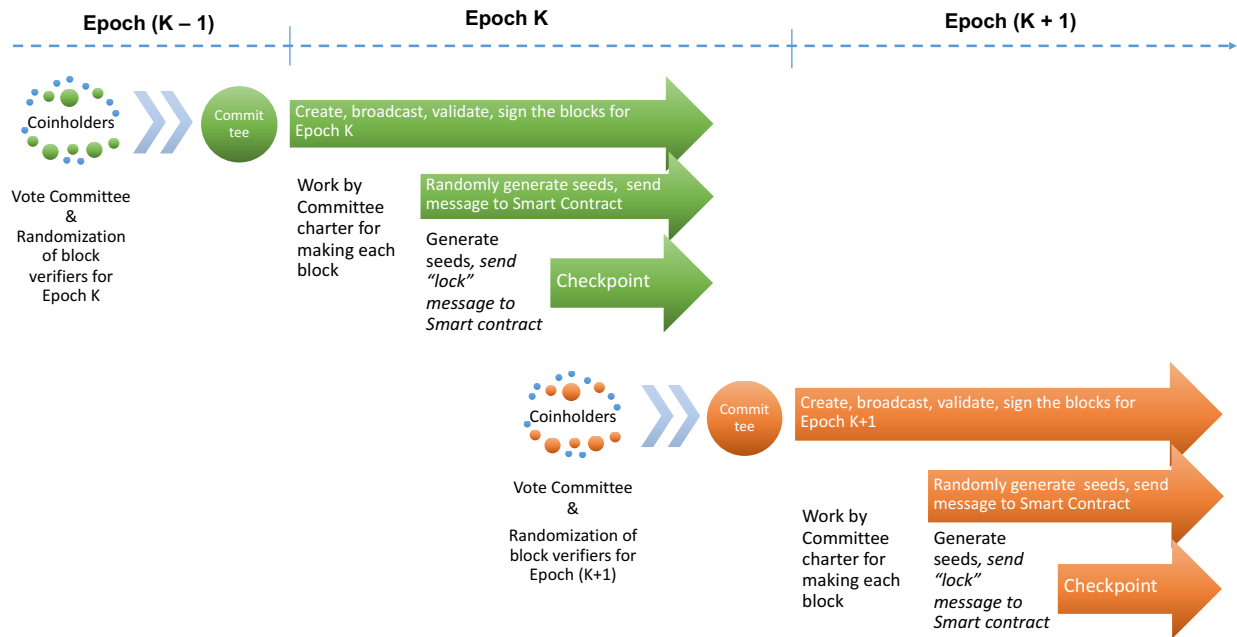 Epoch (K – 1)
Epoch K
Epoch (K + 1)
Coinholders
Commit
tee
Create, broadcast, validate, sign the blocks for
Epoch K
Vote Committee
&
Randomization
of block
verifiers for
Epoch K
Work by
Committee
charter for
making each
block
Randomly generate seeds, send
message to Smart Contract
Generate
seeds, send
“lock”
message to
Smart contract
Checkpoint
Coinholders
Commit
tee
Create, broadcast, validate, sign the blocks for
Epoch K+1
Vote Committee
&
Randomization of
block verifiers for
Epoch (K+1)
Work by
Committee
charter for
making each
block
Randomly generate seeds, send
message to Smart Contract
Generate
seeds, send
“lock”
message to
Smart contract
Checkpoint